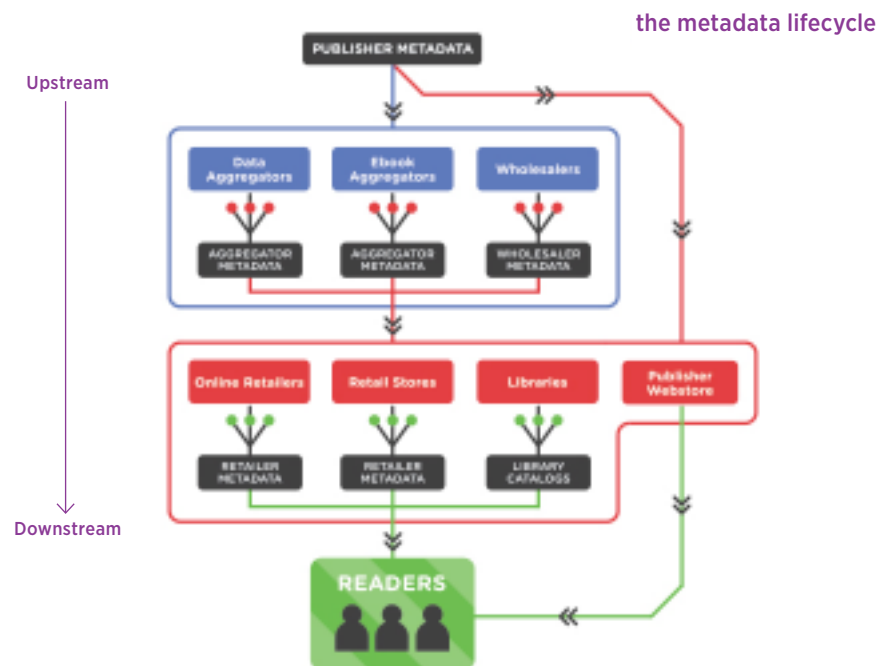 the metadata lifecycle
PUBLISHER METADATA
Upstream
Data
Aggregators
Ebook
Aggregators
Wholesalers
AGGREGATOR
METADATA
AGGREGATOR
METADATA
WHOLESALER
METADATA
Online Retailers
Retail Stores
Libraries
Publisher
Webstore
RETAILER
METADATA
RETAILER
METADATA
LIBRARY
CATALOGS
Downstream
READERS